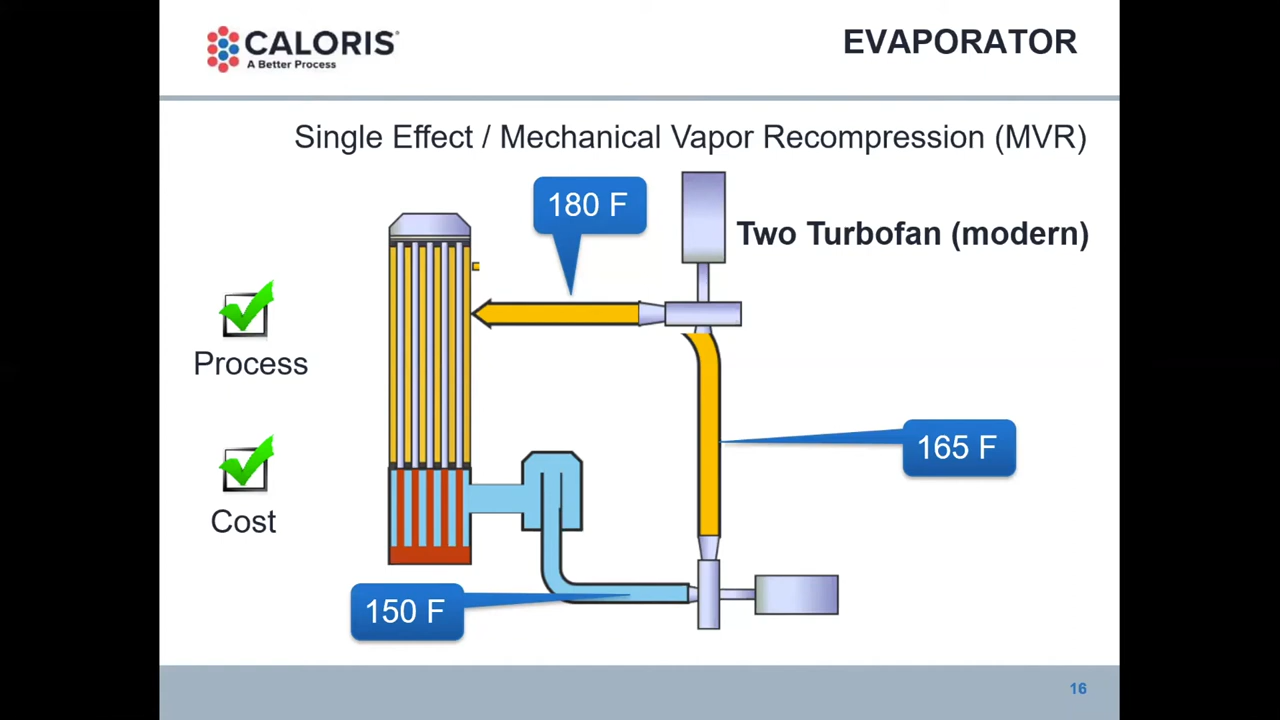 CALORIS
A Better Process
EVAPORATOR
Single Effect / Mechanical Vapor Recompression (MVR)
180 F
Two Turbofan (modern)
Process
165 F
Cost
150 F
16